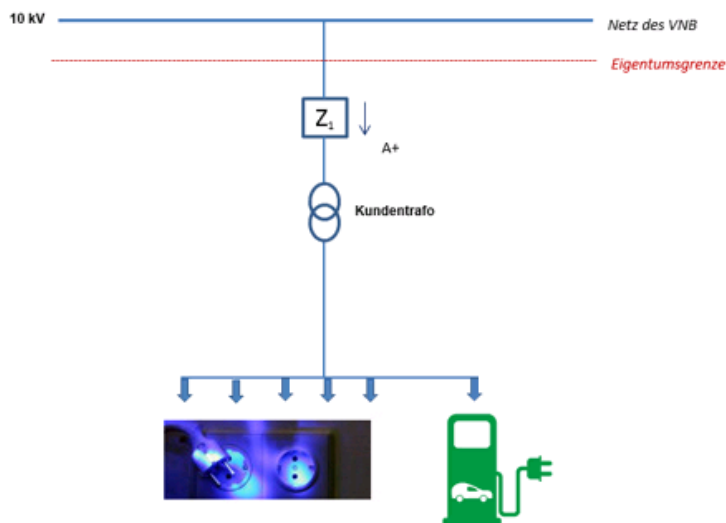 10 kV
Netz des VNB
Eigentumsgrenze
Z₁
A+
Kundentrafo